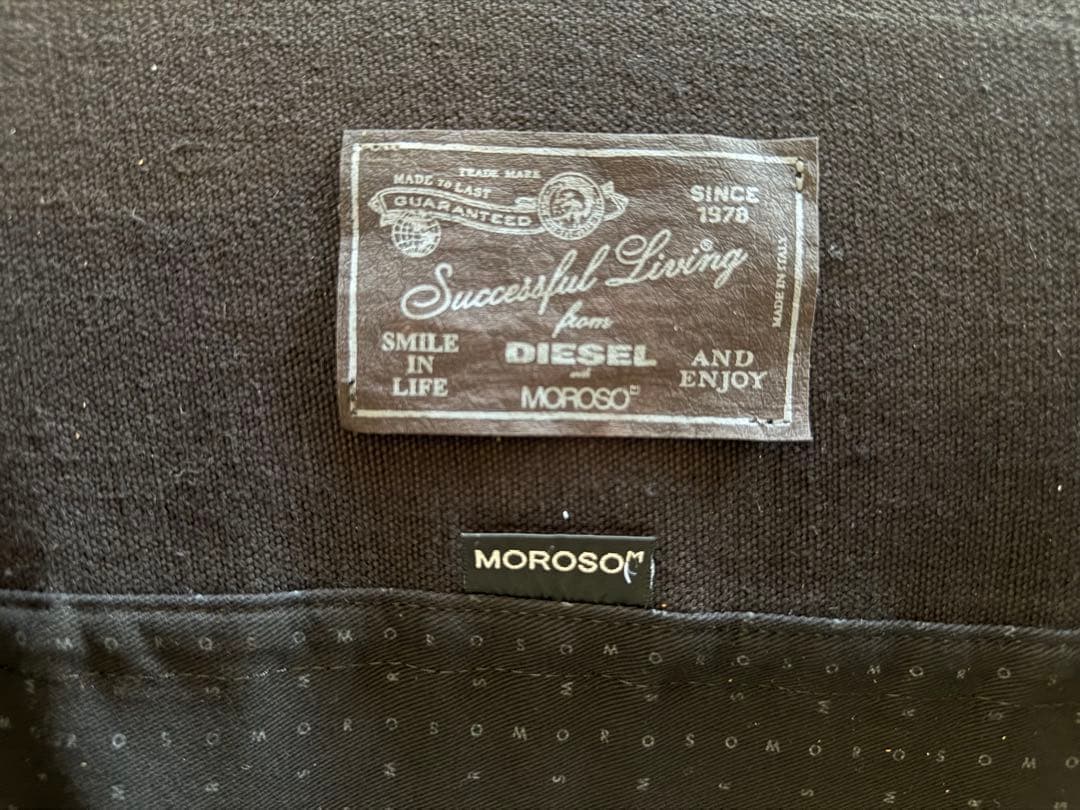 TRADE MARK
MADE TO LAST
GUARANTEED
SINCE
1978
Successful Living®
from
MADE IN ITALY
SMILE
IN
LIFE
DIESEL
with
MOROSO
AND
ENJOY
MOROSO
O M O R O S O M O R O S O M O R O S O M O R O S
O R O S O M O R O S O M O R O S O M O R O S O M O